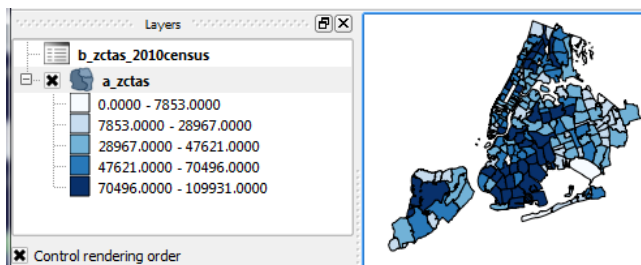 Layers
b_zctas_2010census
a_zctas
0.0000 - 7853.0000
7853.0000 - 28967.0000
28967.0000 - 47621.0000
47621.0000 - 70496.0000
70496.0000 - 109931.0000
Control rendering order